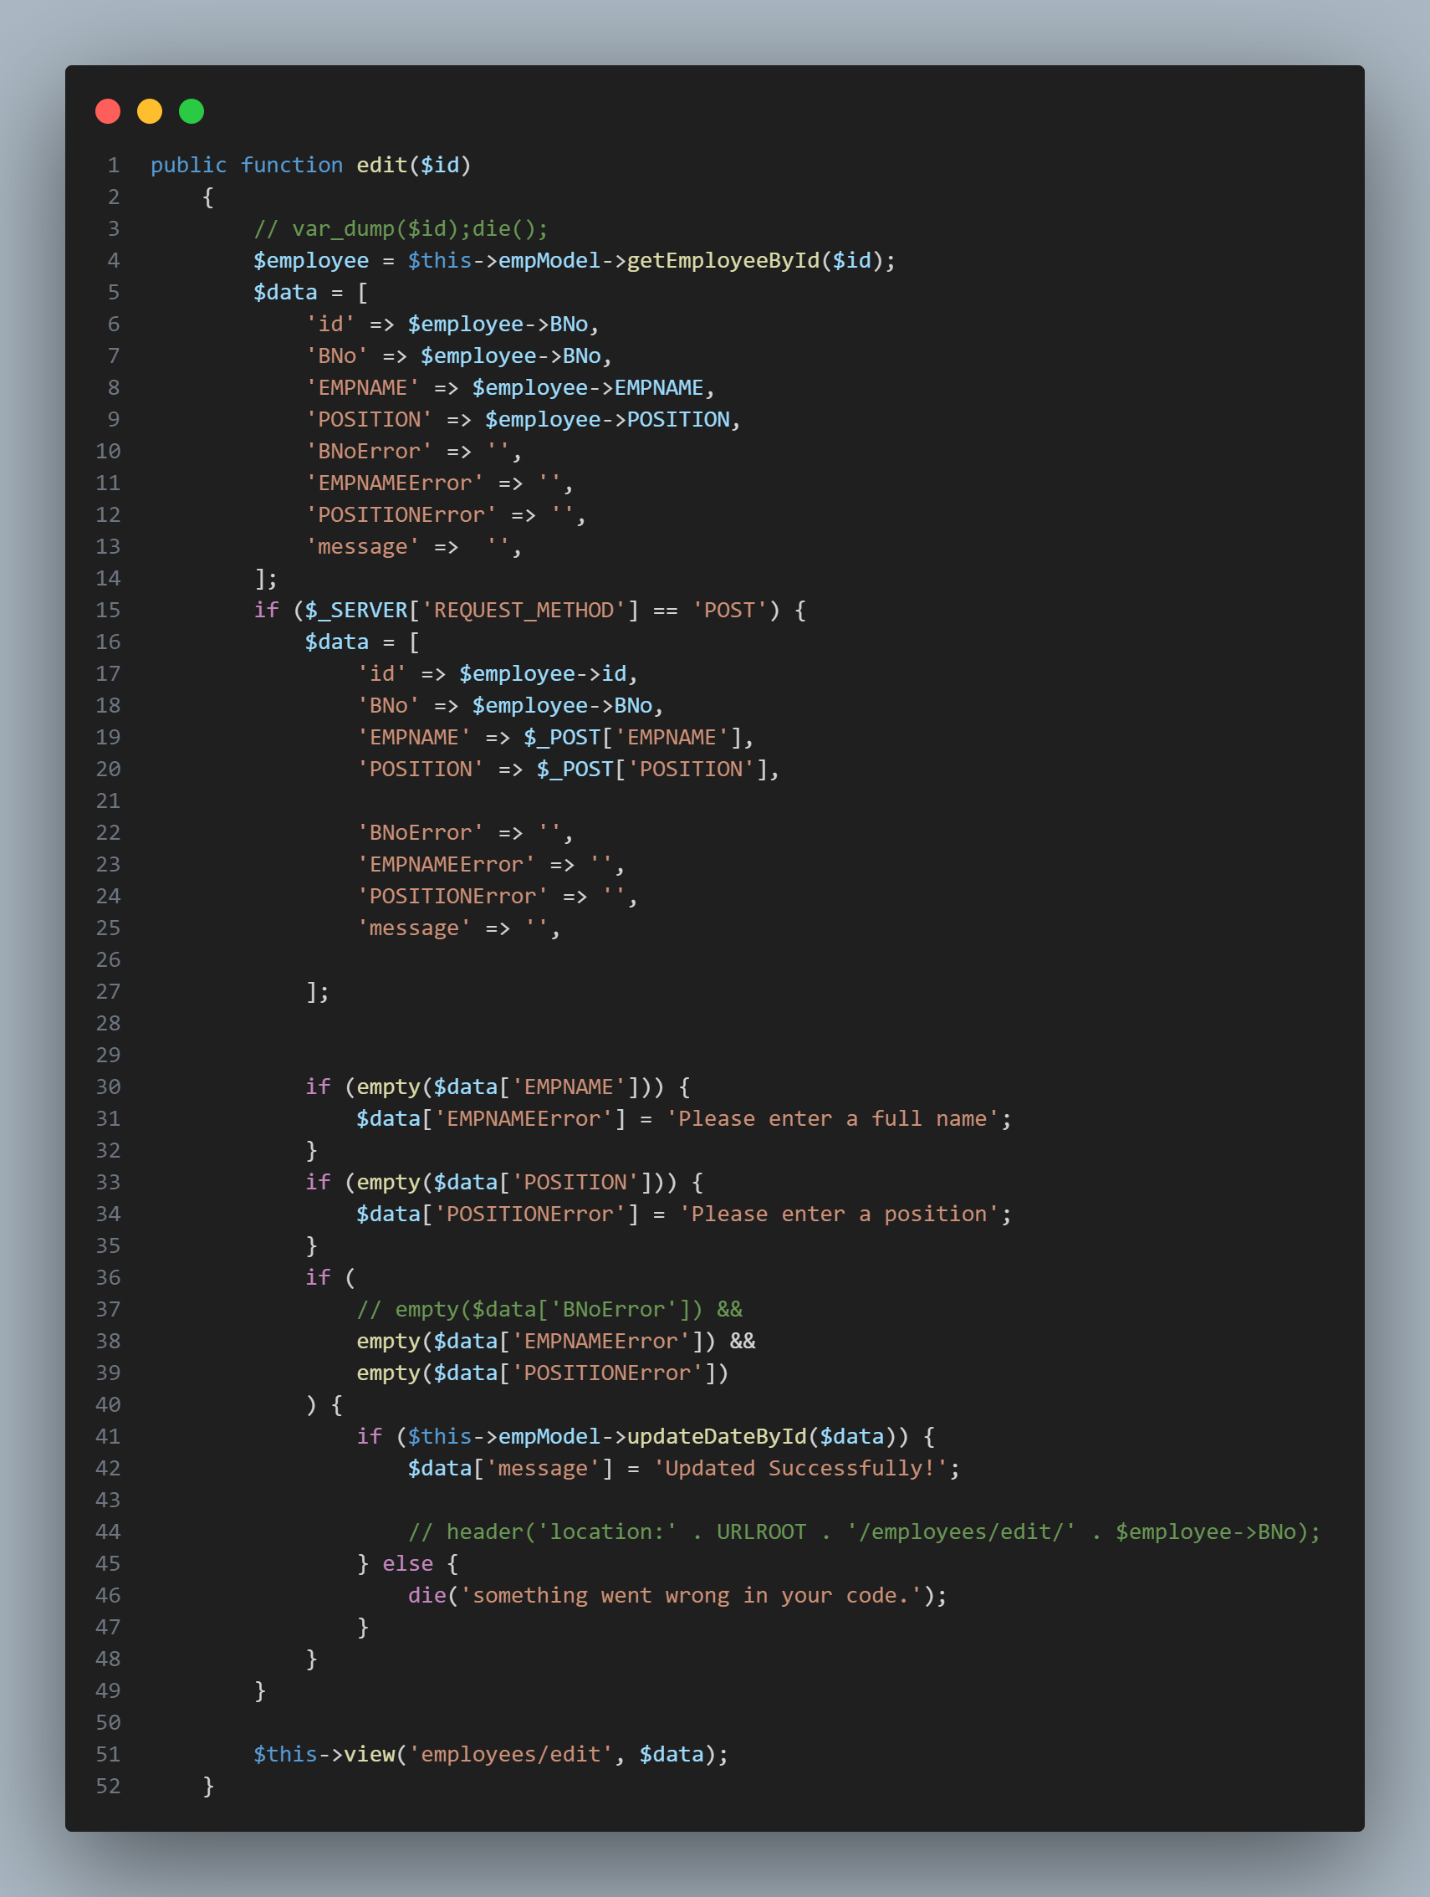 1 public function edit($id)
2 {
3 // var_dump($id);die();
4 $employee = $this->empModel->getEmployeeById($id);
5 $data = [
6 'id' => $employee->BNo,
7 'BNo' => $employee->BNo,
8 'EMPNAME' => $employee->EMPNAME,
9 'POSITION' => $employee->POSITION,
10 'BNoError' => '',
11 'EMPNAMEError' => '',
12 'POSITIONError' => '',
13 'message' =>  '',
14 ];
15 if ($_SERVER['REQUEST_METHOD'] == 'POST') {
16 $data = [
17 'id' => $employee->id,
18 'BNo' => $employee->BNo,
19 'EMPNAME' => $_POST['EMPNAME'],
20 'POSITION' => $_POST['POSITION'],
21
22 'BNoError' => '',
23 'EMPNAMEError' => '',
24 'POSITIONError' => '',
25 'message' => '',
26
27 ];
28
29
30 if (empty($data['EMPNAME'])) {
31 $data['EMPNAMEError'] = 'Please enter a full name';
32 }
33 if (empty($data['POSITION'])) {
34 $data['POSITIONError'] = 'Please enter a position';
35 }
36 if (
37 // empty($data['BNoError']) &&
38 empty($data['EMPNAMEError']) &&
39 empty($data['POSITIONError'])
40 ) {
41 if ($this->empModel->updateDateById($data)) {
42 $data['message'] = 'Updated Successfully!';
43
44 // header('location:' . URLROOT . '/employees/edit/' . $employee->BNo);
45 } else {
46 die('something went wrong in your code.');
47 }
48 }
49 }
50
51 $this->view('employees/edit', $data);
52 }